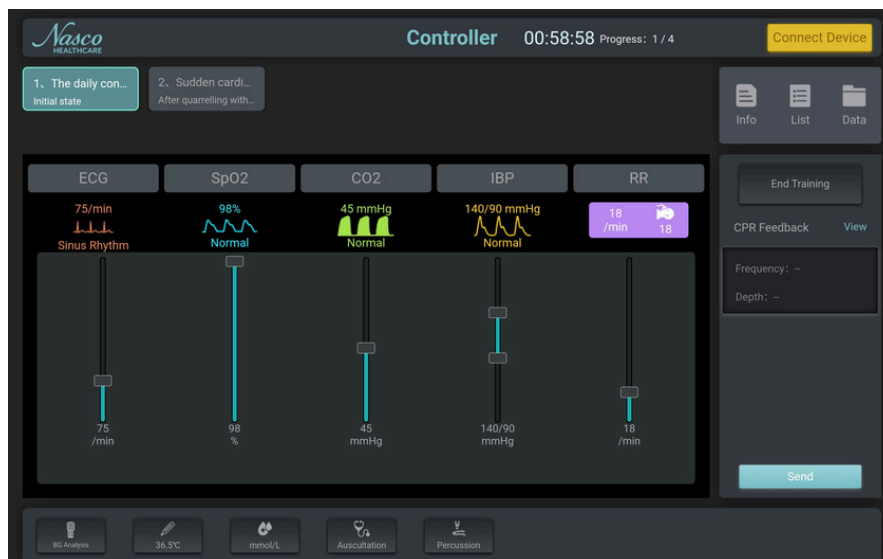 Nasco
HEALTHCARE
Controller 00:58:58 Progress: 1 / 4
Connect Device
1、The daily con...
Initial state
2、Sudden cardi...
After quarrelling with...
Info List Data
ECG SpO2 CO2 IBP RR
75/min
Sinus Rhythm
98%
Normal
45 mmHg
Normal
140/90 mmHg
Normal
18
/min
18
75
/min
98
%
45
mmHg
140/90
mmHg
18
/min
End Training
CPR Feedback View
Frequency: –
Depth: –
Send
BG Analysis
36.5°C
mmol/L
Auscultation
Percussion